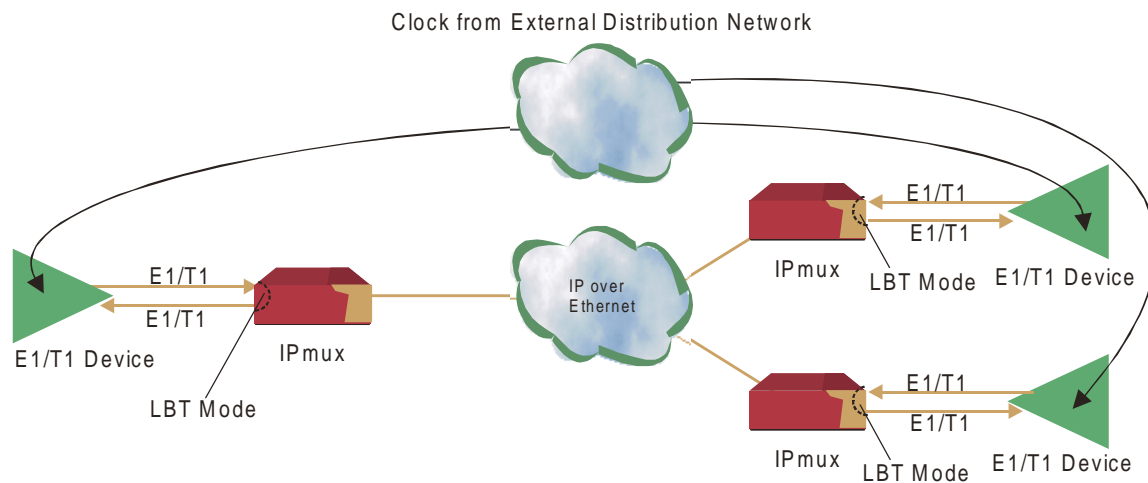 Clock from External Distribution Network
E1/T1
E1/T1
IPmux
LBT Mode
E1/T1 Device
IP over
Ethernet
E1/T1
E1/T1
E1/T1 Device
IPmux
LBT Mode
E1/T1
E1/T1
IPmux
LBT Mode
E1/T1 Device